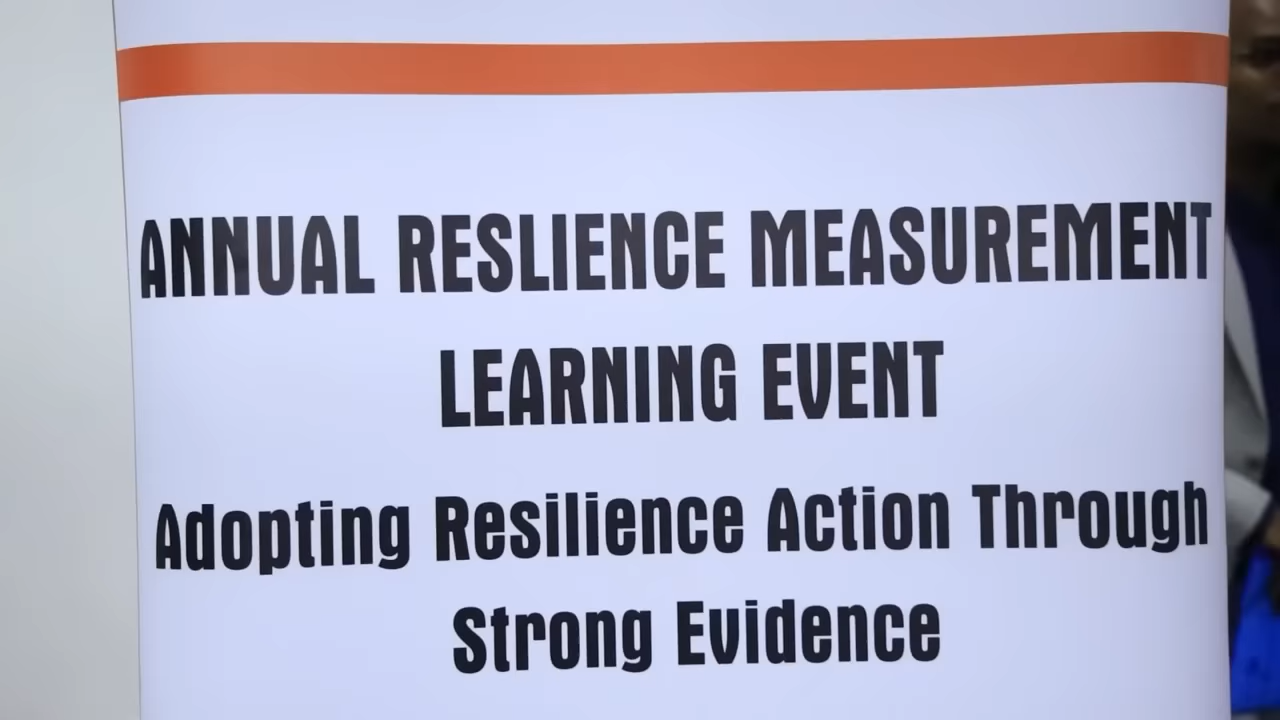 ANNUAL RESLIENCE MEASUREMENT
LEARNING EVENT
Adopting Resilience Action Through
Strong Evidence